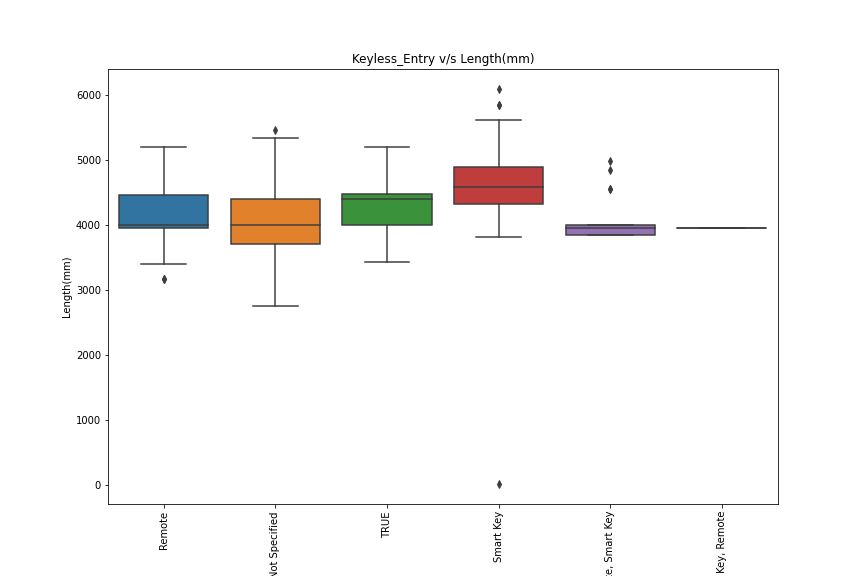 Keyless_Entry v/s Length(mm)
Length(mm)
6000
5000
4000
3000
2000
1000
0
Remote
Not Specified
TRUE
Smart Key
, Smart Key
Key, Remote